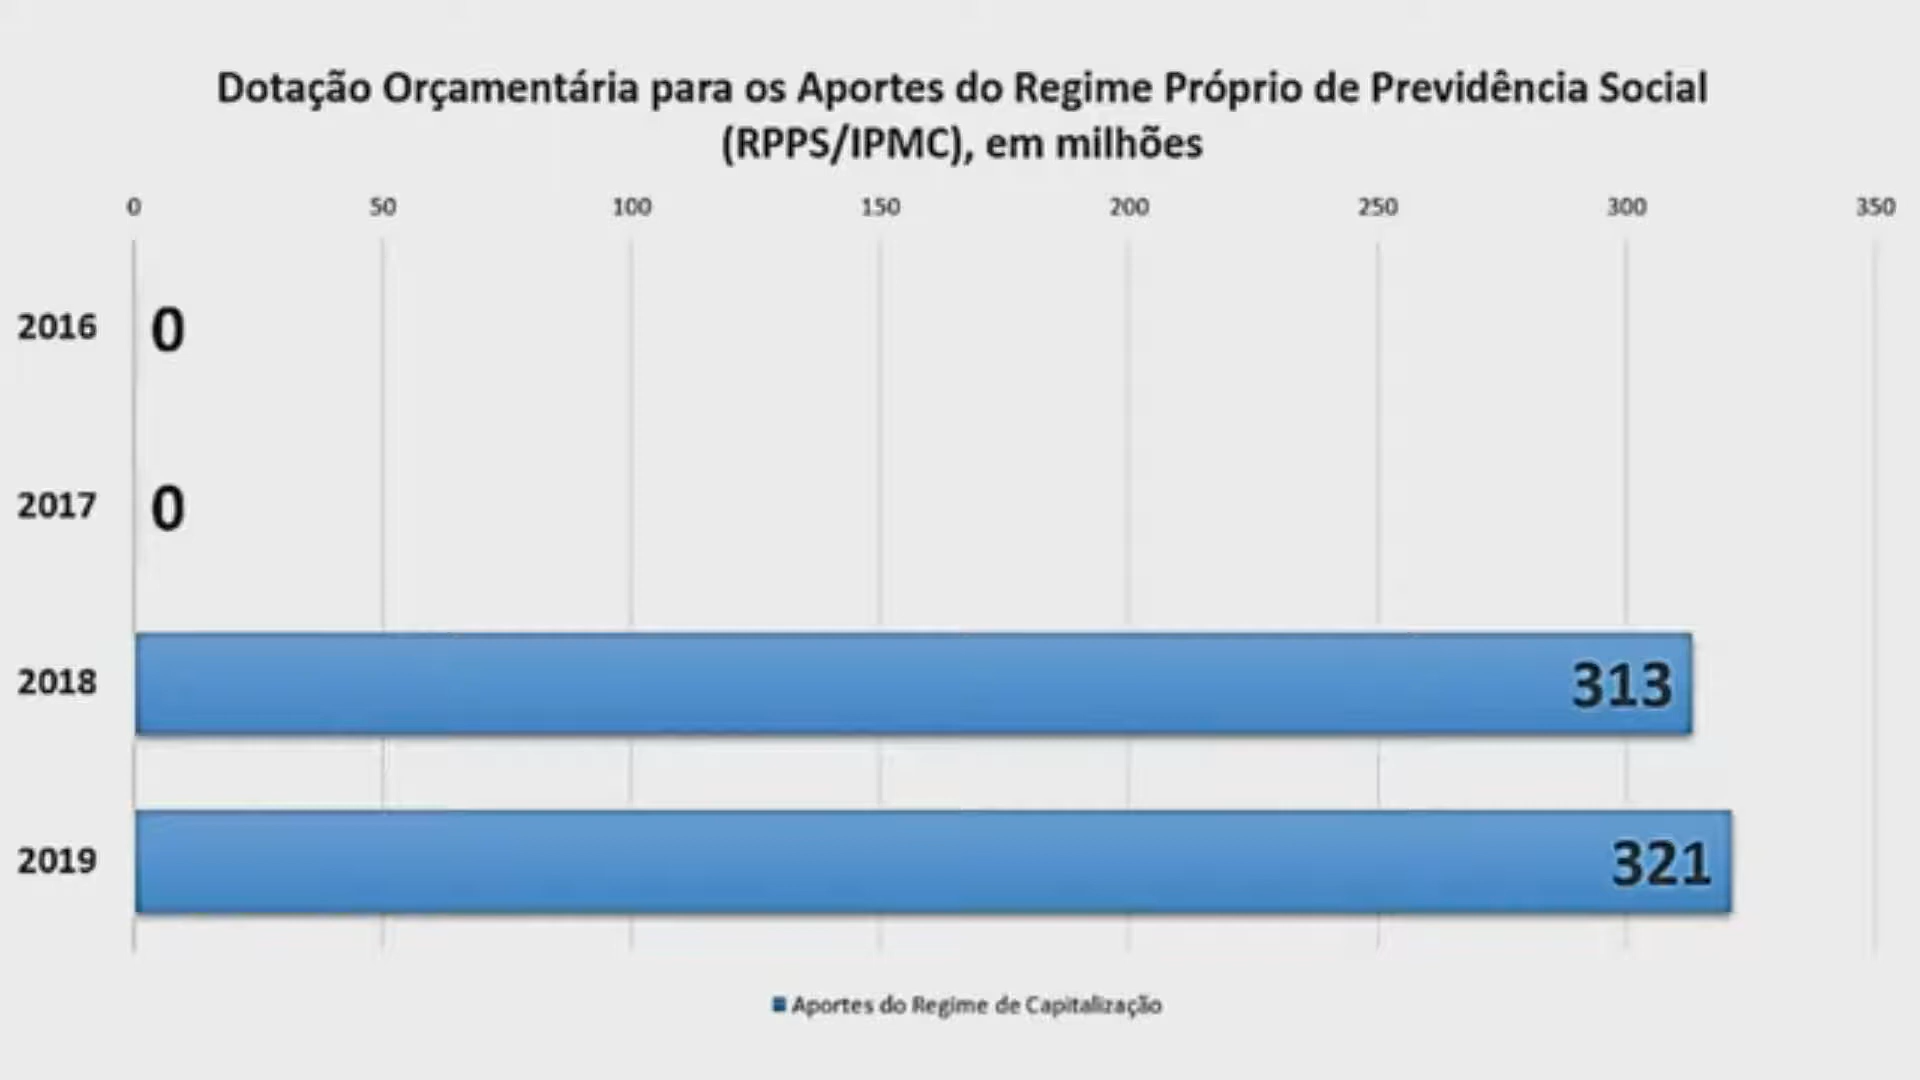 Dotação Orçamentária para os Aportes do Regime Próprio de Previdência Social
(RPPS/IPMC), em milhões
0 50 100 150 200 250 300 350
2016 0
2017 0
2018 313
2019 321
Aportes do Regime de Capitalização